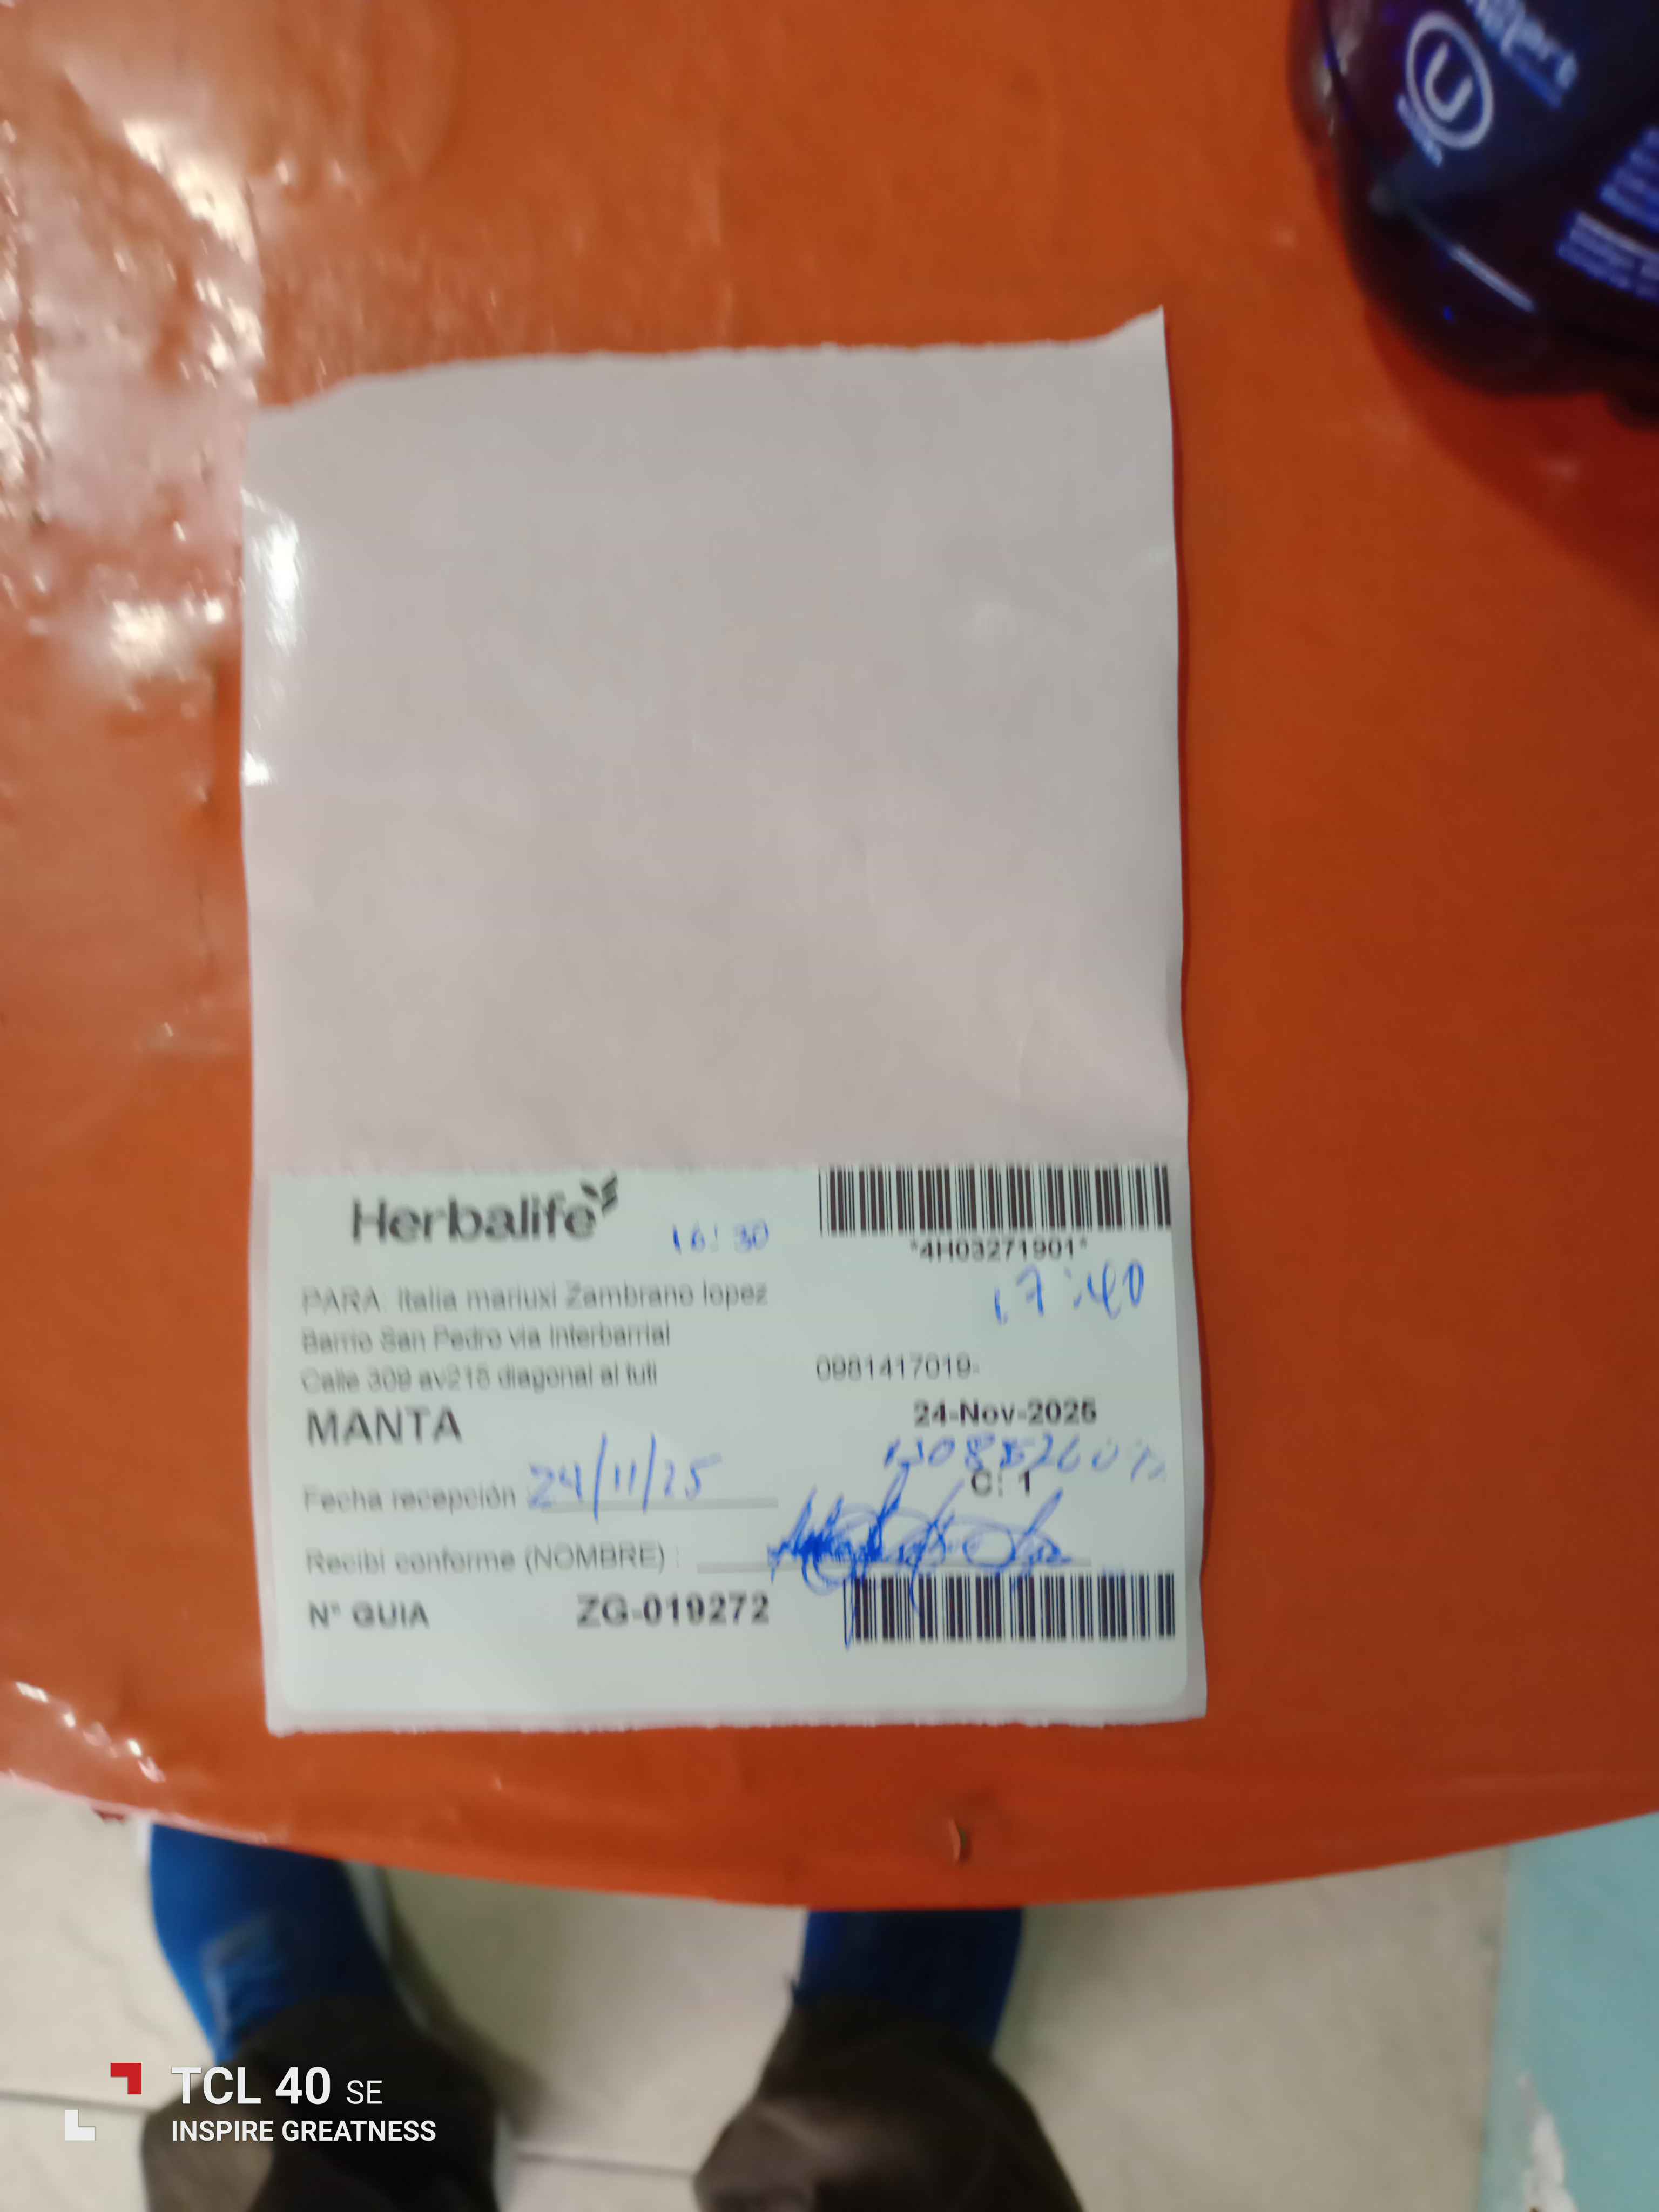 Herbalife
16:30
*4H03271901*
17:40
PARA: Italia mariuxi Zambrano lopez
Barrio San Pedro via Interbarrial
Calle 309 av215 diagonal al tuti
0981417019-
MANTA
24-Nov-2025
Fecha recepción 24/11/25
C: 1
Recibi conforme (NOMBRE) :
N° GUIA ZG-019272
TCL 40 SE
INSPIRE GREATNESS